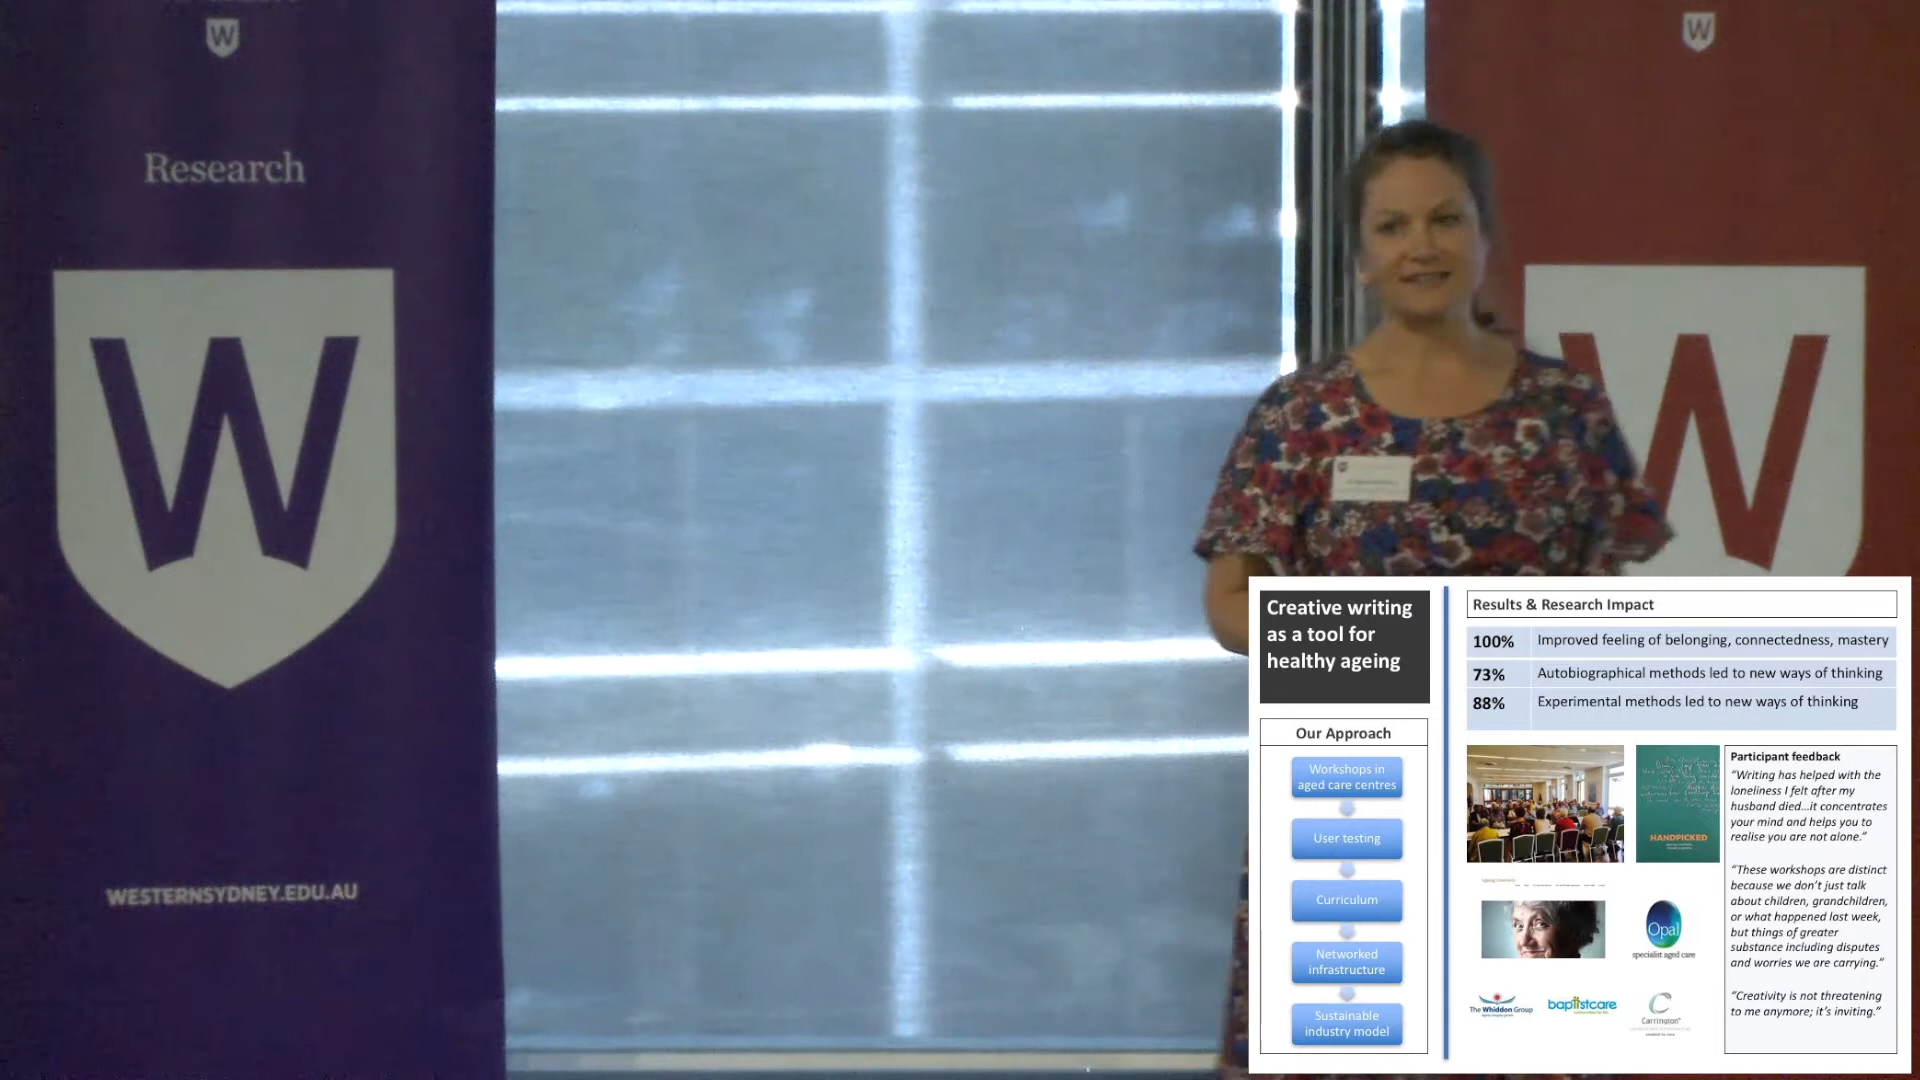 W
Research
W
WESTERNSYDNEY.EDU.AU
W
W
Creative writing
as a tool for
healthy ageing
Our Approach
Workshops in
aged care centres
User testing
Curriculum
Networked
infrastructure
Sustainable
industry model
Results & Research Impact
100% Improved feeling of belonging, connectedness, mastery
73% Autobiographical methods led to new ways of thinking
88% Experimental methods led to new ways of thinking
HANDPICKED
Opal
specialist aged care
The Whiddon Group
baptistcare
Carrington
Participant feedback
“Writing has helped with the
loneliness I felt after my
husband died...it concentrates
your mind and helps you to
realise you are not alone.”
“These workshops are distinct
because we don’t just talk
about children, grandchildren,
or what happened last week,
but things of greater
substance including disputes
and worries we are carrying.”
“Creativity is not threatening
to me anymore; it’s inviting.”